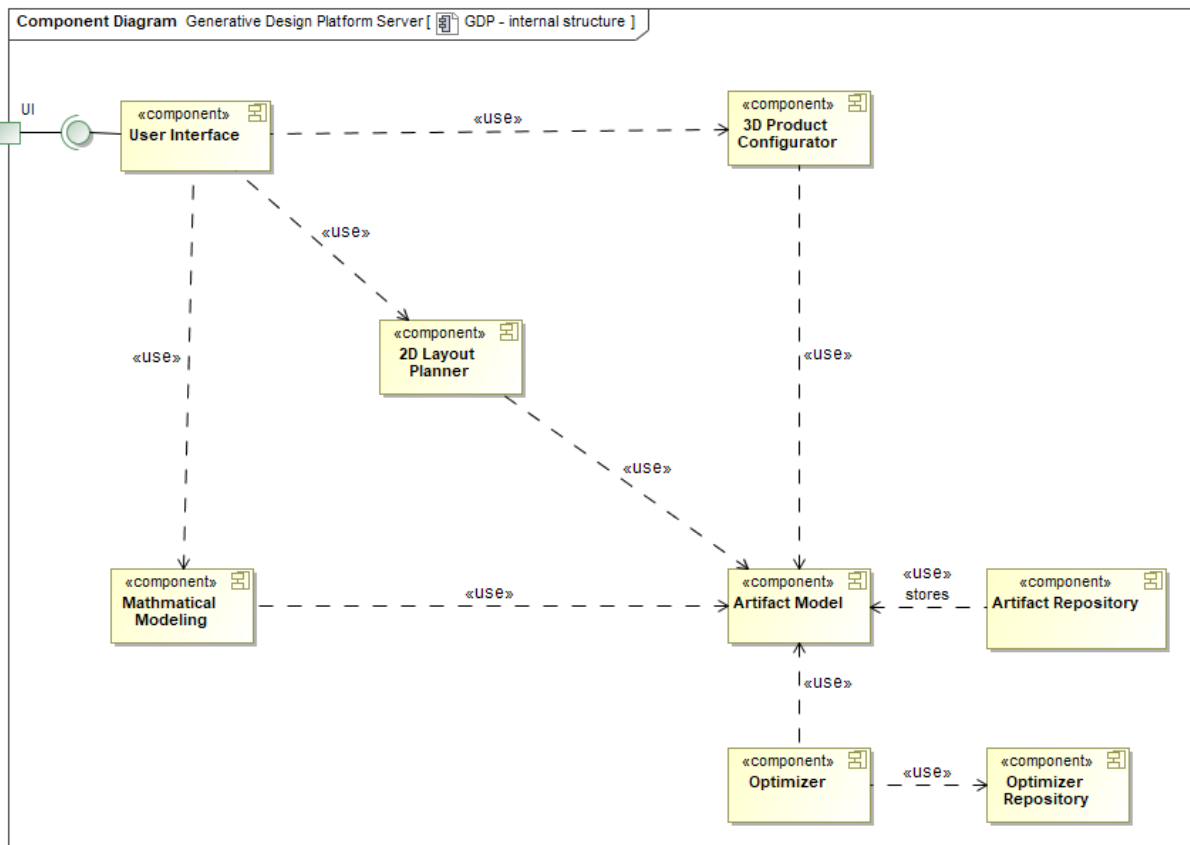 Component Diagram Generative Design Platform Server [ GDP - internal structure ]
UI
«component»
User Interface
«use»
«component»
3D Product
Configurator
«use»
«component»
2D Layout
Planner
«use»
«use»
«use»
«component»
Mathmatical
Modeling
«use»
«component»
Artifact Model
«use»
stores
«component»
Artifact Repository
«use»
«component»
Optimizer
«use»
«component»
Optimizer
Repository